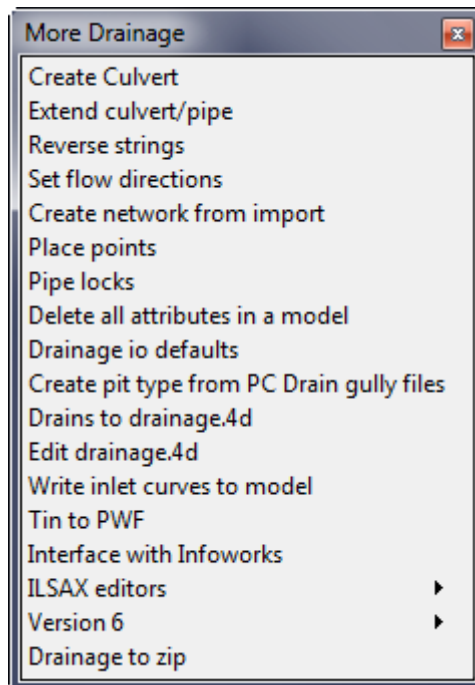 More Drainage
Create Culvert
Extend culvert/pipe
Reverse strings
Set flow directions
Create network from import
Place points
Pipe locks
Delete all attributes in a model
Drainage io defaults
Create pit type from PC Drain gully files
Drains to drainage.4d
Edit drainage.4d
Write inlet curves to model
Tin to PWF
Interface with Infoworks
ILSAX editors
Version 6
Drainage to zip